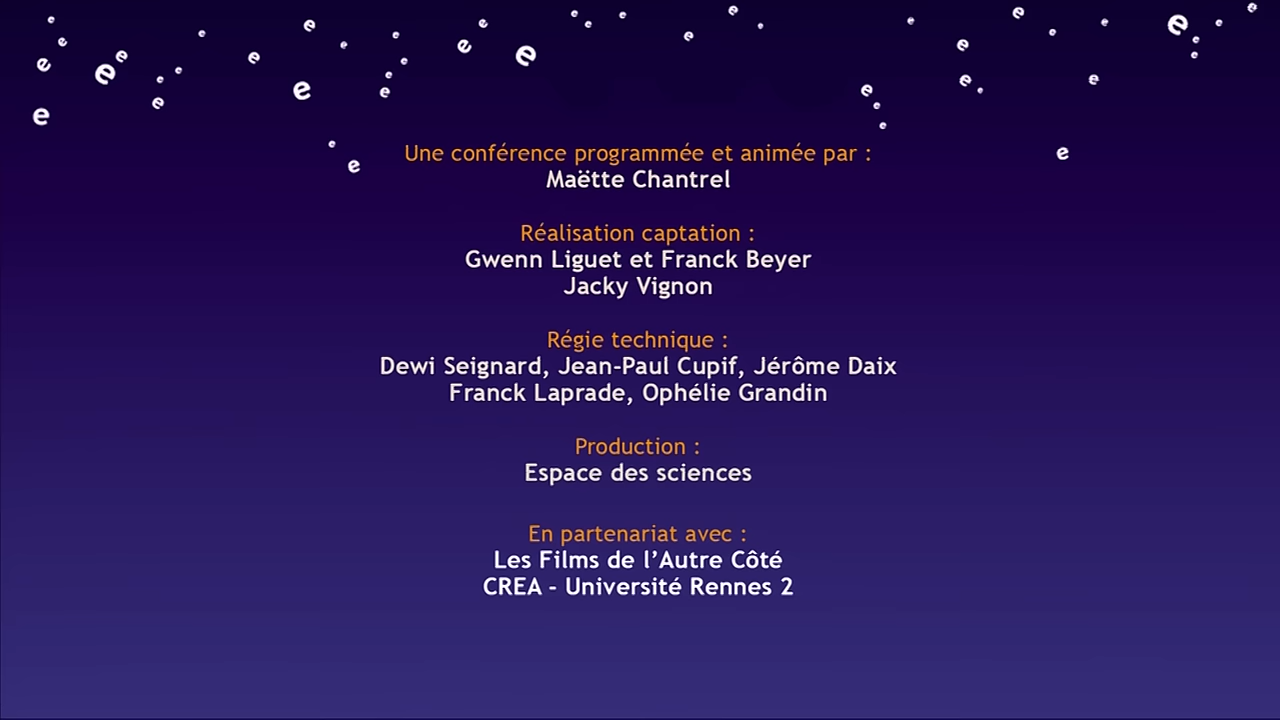 Une conférence programmée et animée par :
Maëtte Chantrel
Réalisation captation :
Gwenn Liguet et Franck Beyer
Jacky Vignon
Régie technique :
Dewi Seignard, Jean-Paul Cupif, Jérôme Daix
Franck Laprade, Ophélie Grandin
Production :
Espace des sciences
En partenariat avec :
Les Films de l’Autre Côté
CREA - Université Rennes 2